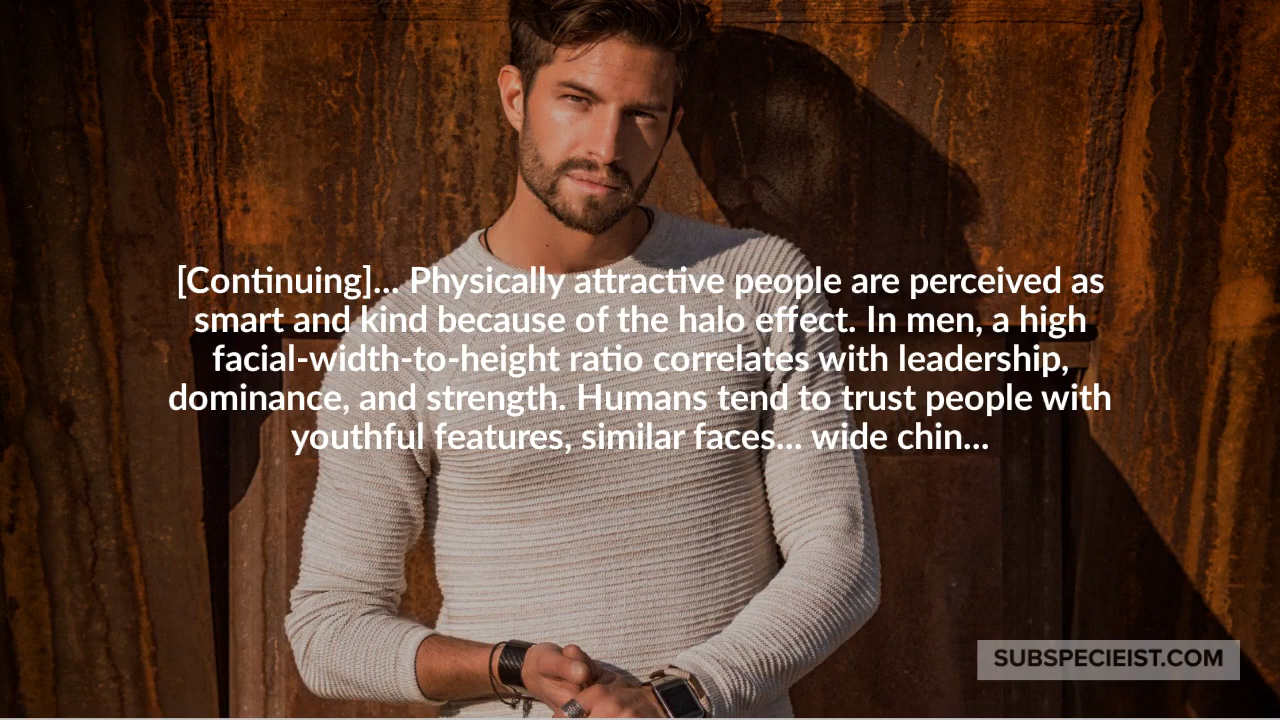 [Continuing]... Physically attractive people are perceived as
smart and kind because of the halo effect. In men, a high
facial-width-to-height ratio correlates with leadership,
dominance, and strength. Humans tend to trust people with
youthful features, similar faces... wide chin...
SUBSPECIEIST.COM